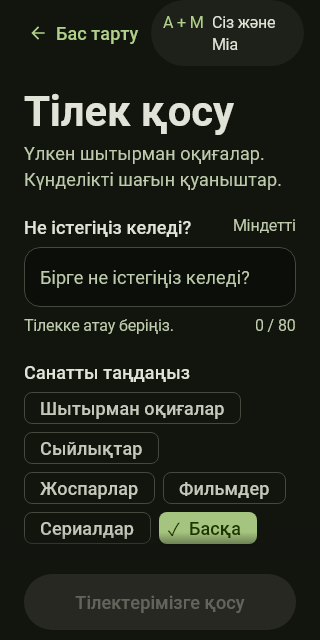 ← Бас тарту
A + M Сіз және
Mia
Тілек қосу
Үлкен шытырман оқиғалар.
Күнделікті шағын қуаныштар.
Не істегіңіз келеді? Міндетті
Бірге не істегіңіз келеді?
Тілекке атау беріңіз. 0 / 80
Санатты таңдаңыз
Шытырман оқиғалар
Сыйлықтар
Жоспарлар Фильмдер
Сериалдар ✓ Басқа
Тілектерімізге қосу